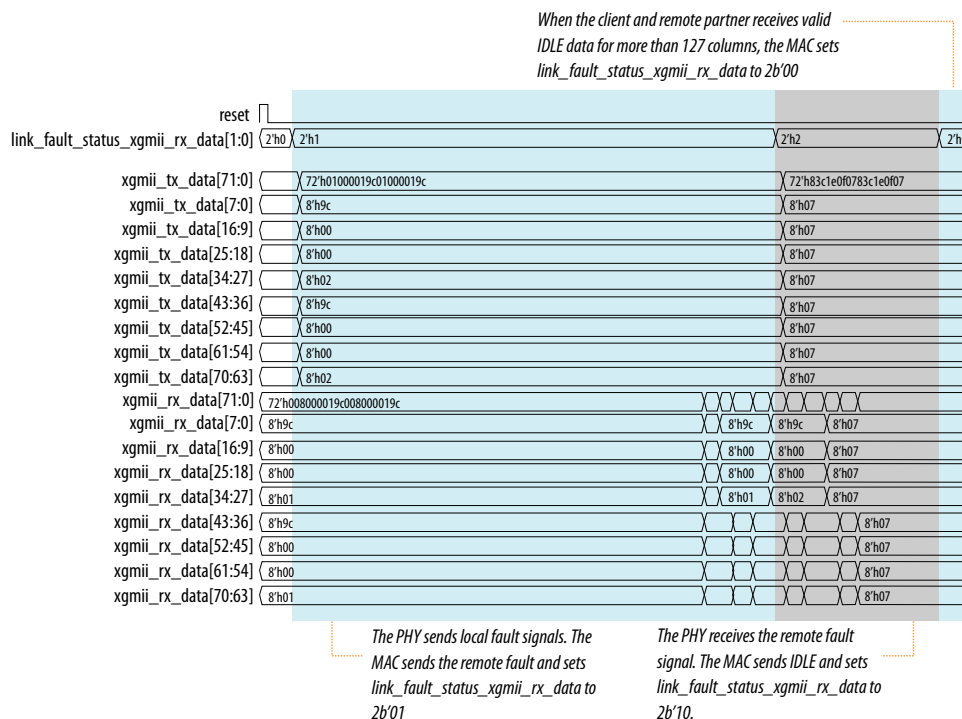 When the client and remote partner receives valid
IDLE data for more than 127 columns, the MAC sets
link_fault_status_xgmii_rx_data to 2b'00
reset
link_fault_status_xgmii_rx_data[1:0] 2'h0 2'h1 2'h2 2'h
xgmii_tx_data[71:0] 72'h01000019c01000019c 72'h83c1e0f0783c1e0f07
xgmii_tx_data[7:0] 8'h9c 8'h07
xgmii_tx_data[16:9] 8'h00 8'h07
xgmii_tx_data[25:18] 8'h00 8'h07
xgmii_tx_data[34:27] 8'h02 8'h07
xgmii_tx_data[43:36] 8'h9c 8'h07
xgmii_tx_data[52:45] 8'h00 8'h07
xgmii_tx_data[61:54] 8'h00 8'h07
xgmii_tx_data[70:63] 8'h02 8'h07
xgmii_rx_data[71:0] 72'h008000019c008000019c
xgmii_rx_data[7:0] 8'h9c 8'h9c 8'h9c 8'h07
xgmii_rx_data[16:9] 8'h00 8'h00 8'h00 8'h07
xgmii_rx_data[25:18] 8'h00 8'h00 8'h00 8'h07
xgmii_rx_data[34:27] 8'h01 8'h01 8'h02 8'h07
xgmii_rx_data[43:36] 8'h9c 8'h07
xgmii_rx_data[52:45] 8'h00 8'h07
xgmii_rx_data[61:54] 8'h00 8'h07
xgmii_rx_data[70:63] 8'h01 8'h07
The PHY sends local fault signals. The
MAC sends the remote fault and sets
link_fault_status_xgmii_rx_data to
2b'01
The PHY receives the remote fault
signal. The MAC sends IDLE and sets
link_fault_status_xgmii_rx_data to
2b'10.